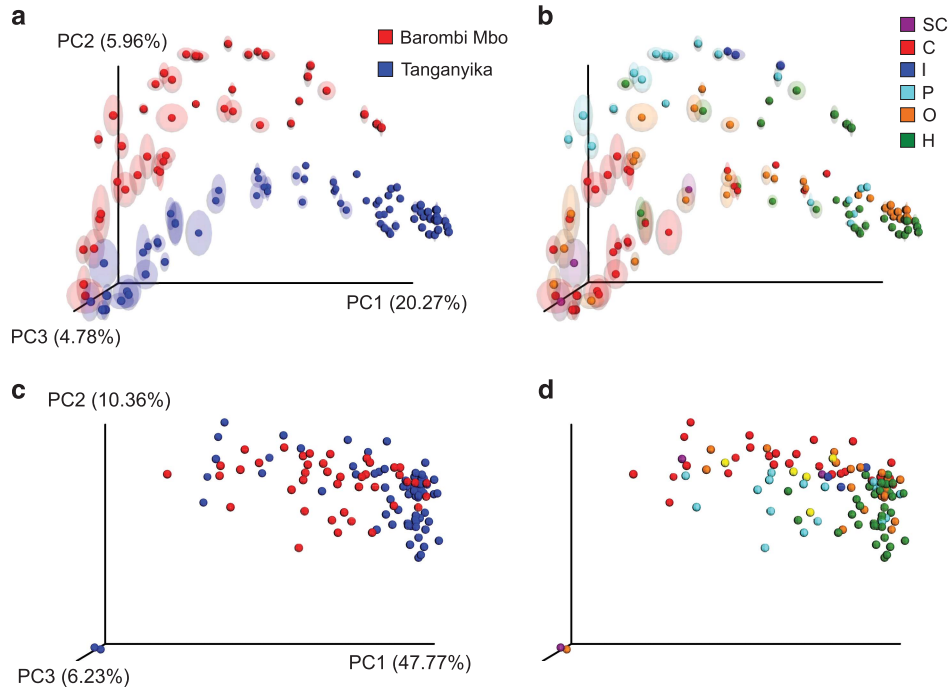 a
PC2 (5.96%)
Barombi Mbo
Tanganyika
PC1 (20.27%)
PC3 (4.78%)
b
SC
C
I
P
O
H
c
PC2 (10.36%)
PC1 (47.77%)
PC3 (6.23%)
d